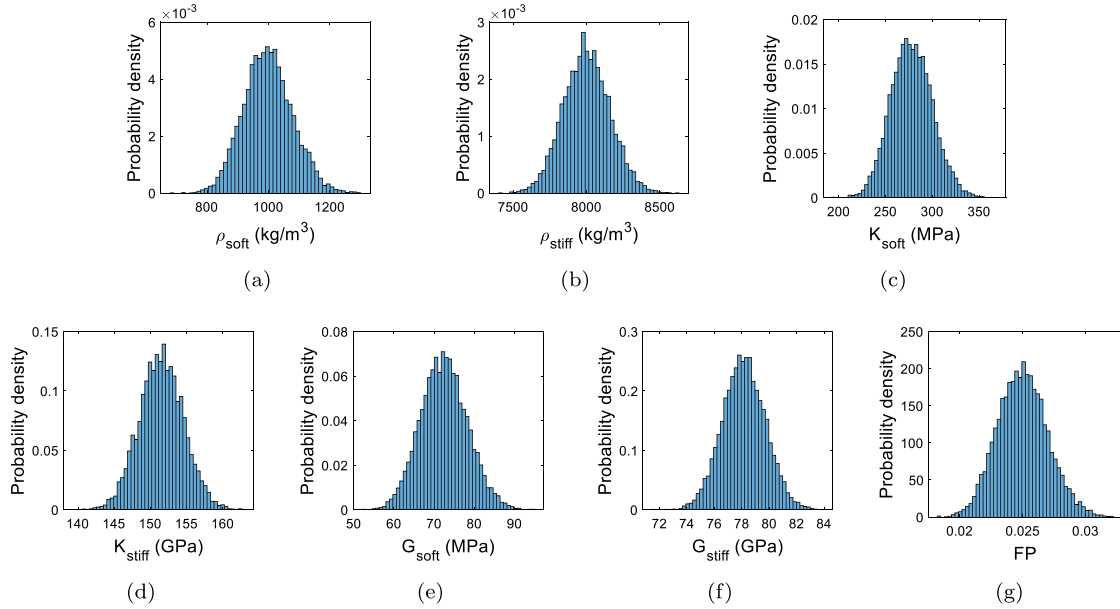 6 ×10⁻³
4
2
0
800 1000 1200
Probability density
ρsoft (kg/m³)
(a)
3 ×10⁻³
2
1
0
7500 8000 8500
Probability density
ρstiff (kg/m³)
(b)
0.02
0.015
0.01
0.005
0
200 250 300 350
Probability density
Ksoft (MPa)
(c)
0.15
0.1
0.05
0
140 145 150 155 160
Probability density
Kstiff (GPa)
(d)
0.08
0.06
0.04
0.02
0
50 60 70 80 90
Probability density
Gsoft (MPa)
(e)
0.3
0.2
0.1
0
72 74 76 78 80 82 84
Probability density
Gstiff (GPa)
(f)
250
200
150
100
50
0
0.02 0.025 0.03
Probability density
FP
(g)